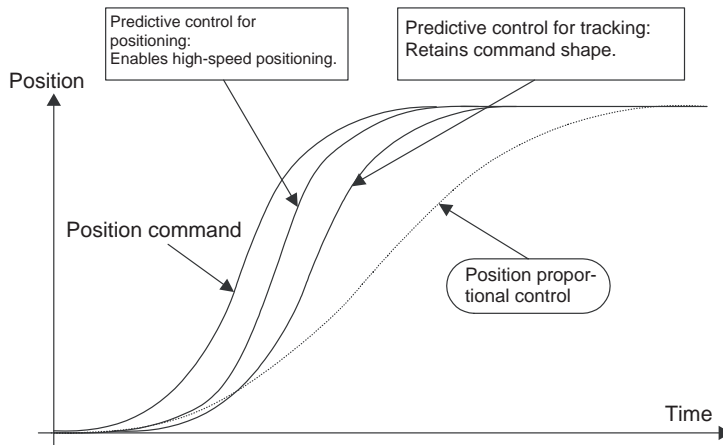 Predictive control for
positioning:
Enables high-speed positioning.
Predictive control for tracking:
Retains command shape.
Position
Position command
Position propor-
tional control
Time